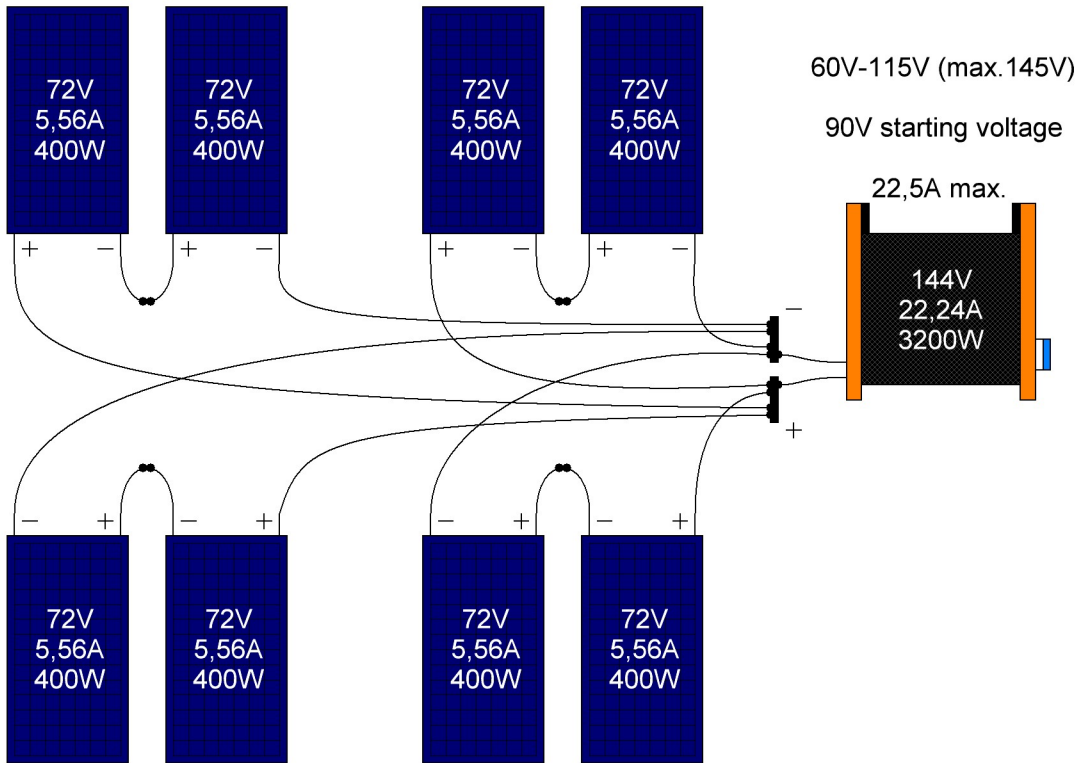 72V
5,56A
400W
72V
5,56A
400W
72V
5,56A
400W
72V
5,56A
400W
60V-115V (max.145V)
90V starting voltage
22,5A max.
+ − + − + − + −
144V
22,24A
3200W
−
+
− + − + − + − +
72V
5,56A
400W
72V
5,56A
400W
72V
5,56A
400W
72V
5,56A
400W